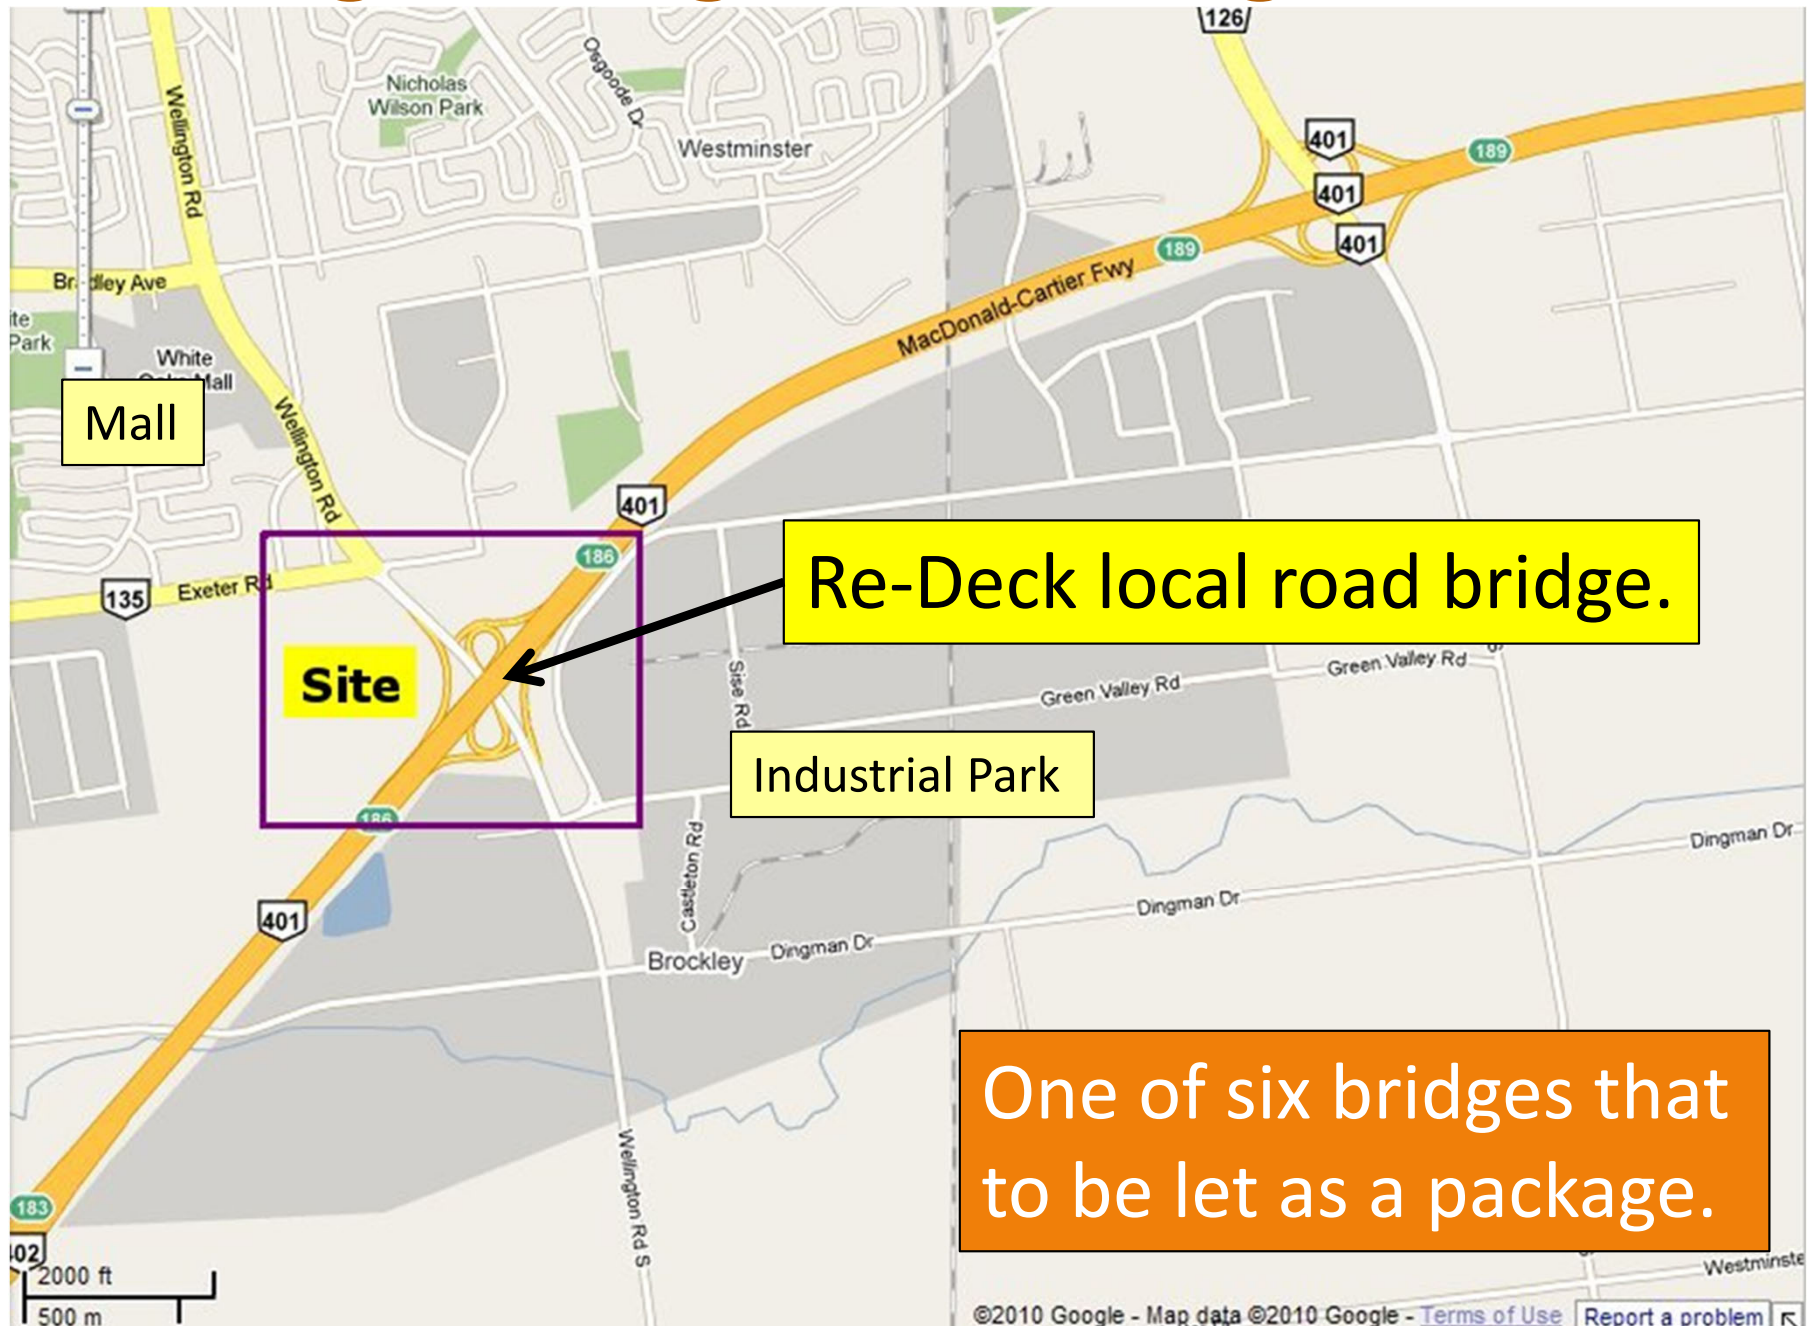 126
Osgoode Dr
Nicholas
Wilson Park
Westminster
Wellington Rd
401
189
401
401
189
MacDonald-Cartier Fwy
Bradley Ave
Park
White
Mall
Mall
Wellington Rd
401
186
Re-Deck local road bridge.
135
Exeter Rd
Site
Sise Rd
Green Valley Rd
Green Valley Rd
Industrial Park
186
Castleton Rd
Dingman Dr
Dingman Dr
401
Brockley
Dingman Dr
One of six bridges that
to be let as a package.
Wellington Rd S
183
402
2000 ft
500 m
Westminste
©2010 Google - Map data ©2010 Google - Terms of Use
Report a problem